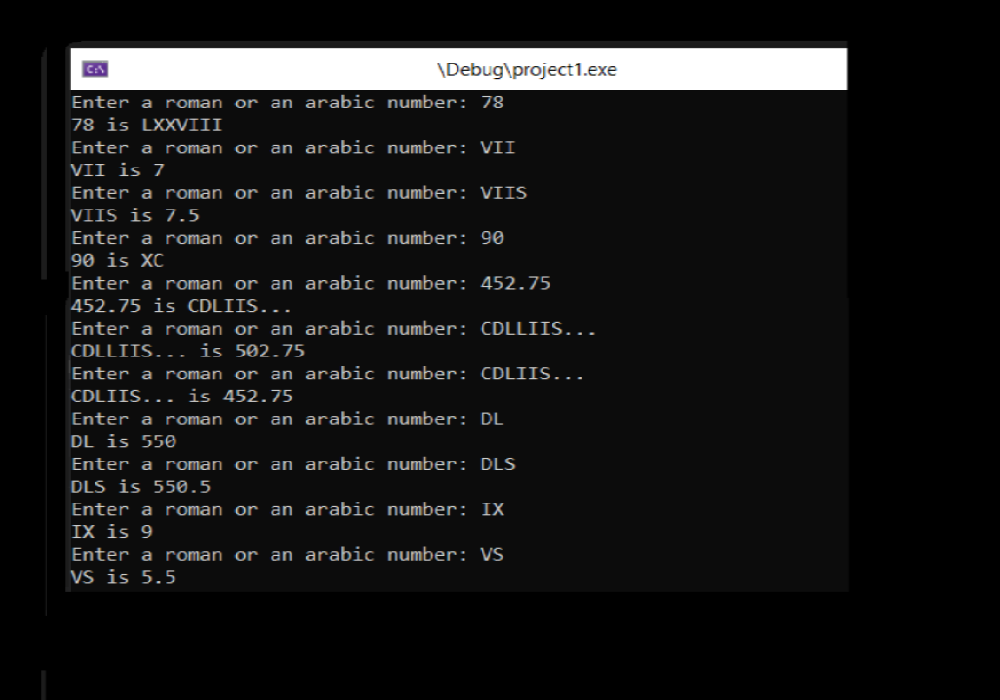 C:\
\Debug\project1.exe
Enter a roman or an arabic number: 78
78 is LXXVIII
Enter a roman or an arabic number: VII
VII is 7
Enter a roman or an arabic number: VIIS
VIIS is 7.5
Enter a roman or an arabic number: 90
90 is XC
Enter a roman or an arabic number: 452.75
452.75 is CDLIIS...
Enter a roman or an arabic number: CDLLIIS...
CDLLIIS... is 502.75
Enter a roman or an arabic number: CDLIIS...
CDLIIS... is 452.75
Enter a roman or an arabic number: DL
DL is 550
Enter a roman or an arabic number: DLS
DLS is 550.5
Enter a roman or an arabic number: IX
IX is 9
Enter a roman or an arabic number: VS
VS is 5.5